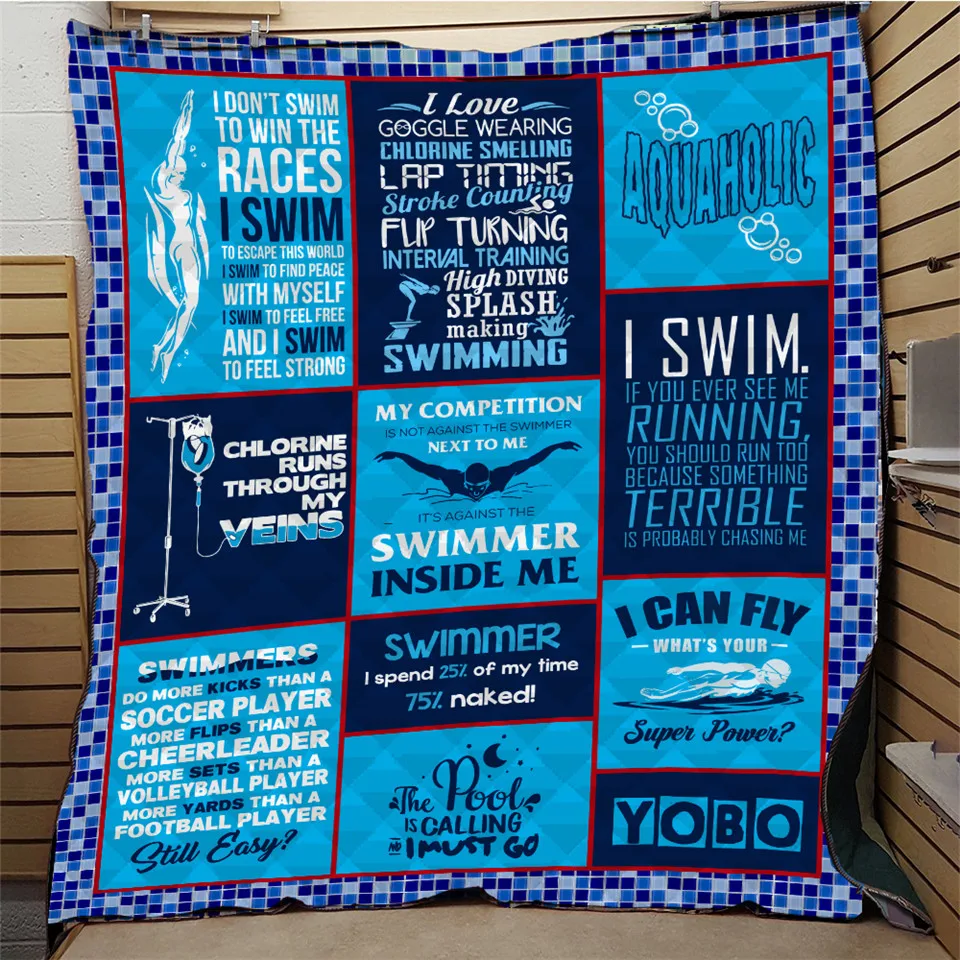 I DON'T SWIM
TO WIN THE
RACES
I SWIM
TO ESCAPE THIS WORLD
I SWIM TO FIND PEACE
WITH MYSELF
I SWIM TO FEEL FREE
AND I SWIM
TO FEEL STRONG
I Love
GOGGLE WEARING
CHLORINE SMELLING
LAP TIMING
Stroke Counting
FLIP TURNING
INTERVAL TRAINING
High DIVING
SPLASH
making
SWIMMING
AQUAHOLIC
CHLORINE
RUNS
THROUGH
MY
VEINS
MY COMPETITION
IS NOT AGAINST THE SWIMMER
NEXT TO ME
IT'S AGAINST THE
SWIMMER
INSIDE ME
I SWIM.
IF YOU EVER SEE ME
RUNNING,
YOU SHOULD RUN TOO
BECAUSE SOMETHING
TERRIBLE
IS PROBABLY CHASING ME
SWIMMERS
DO MORE KICKS THAN A
SOCCER PLAYER
MORE FLIPS THAN A
CHEERLEADER
MORE SETS THAN A
VOLLEYBALL PLAYER
MORE YARDS THAN A
FOOTBALL PLAYER
Still Easy?
SWIMMER
I spend 25% of my time
75% naked!
The Pool
IS CALLING
AND I MUST GO
I CAN FLY
WHAT'S YOUR
Super Power?
YOBO